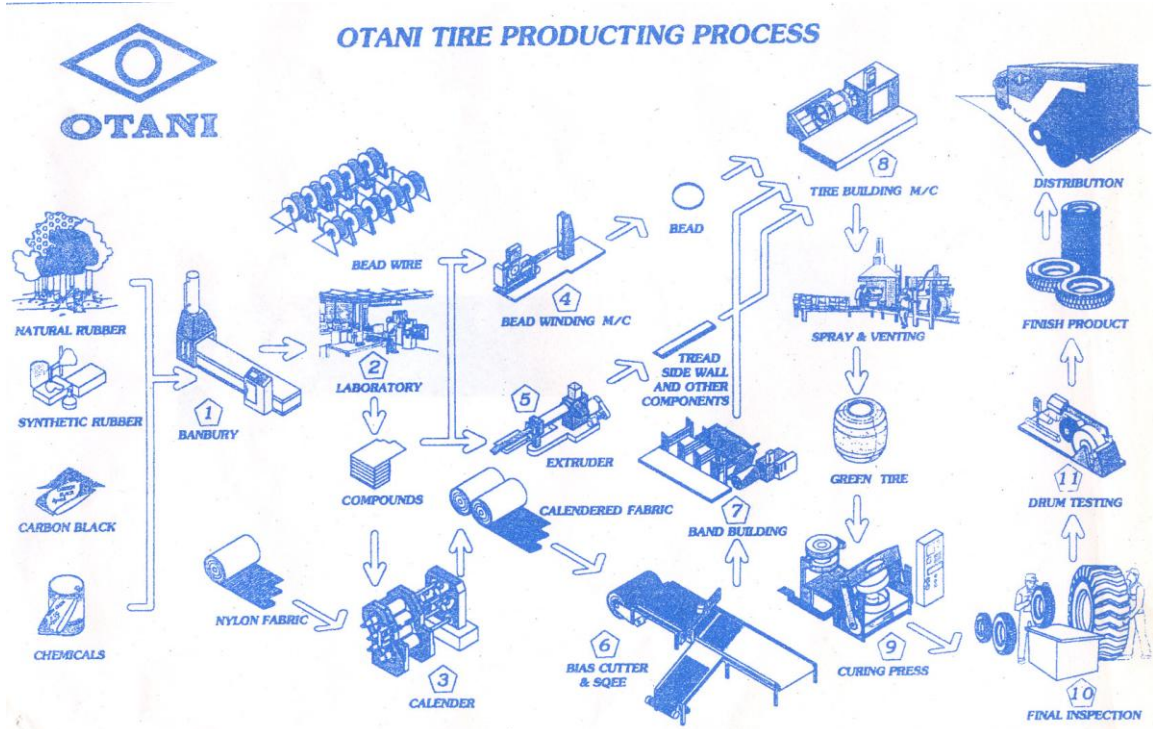 OTANI TIRE PRODUCTING PROCESS
OTANI
NATURAL RUBBER
SYNTHETIC RUBBER
CARBON BLACK
CHEMICALS
1
BANBURY
BEAD WIRE
2
LABORATORY
COMPOUNDS
NYLON FABRIC
3
CALENDER
4
BEAD WINDING M/C
BEAD
5
EXTRUDER
TREAD
SIDE WALL
AND OTHER
COMPONENTS
CALENDERED FABRIC
6
BIAS CUTTER
& SQEE
7
BAND BUILDING
8
TIRE BUILDING M/C
SPRAY & VENTING
GREEN TIRE
9
CURING PRESS
10
FINAL INSPECTION
11
DRUM TESTING
FINISH PRODUCT
DISTRIBUTION